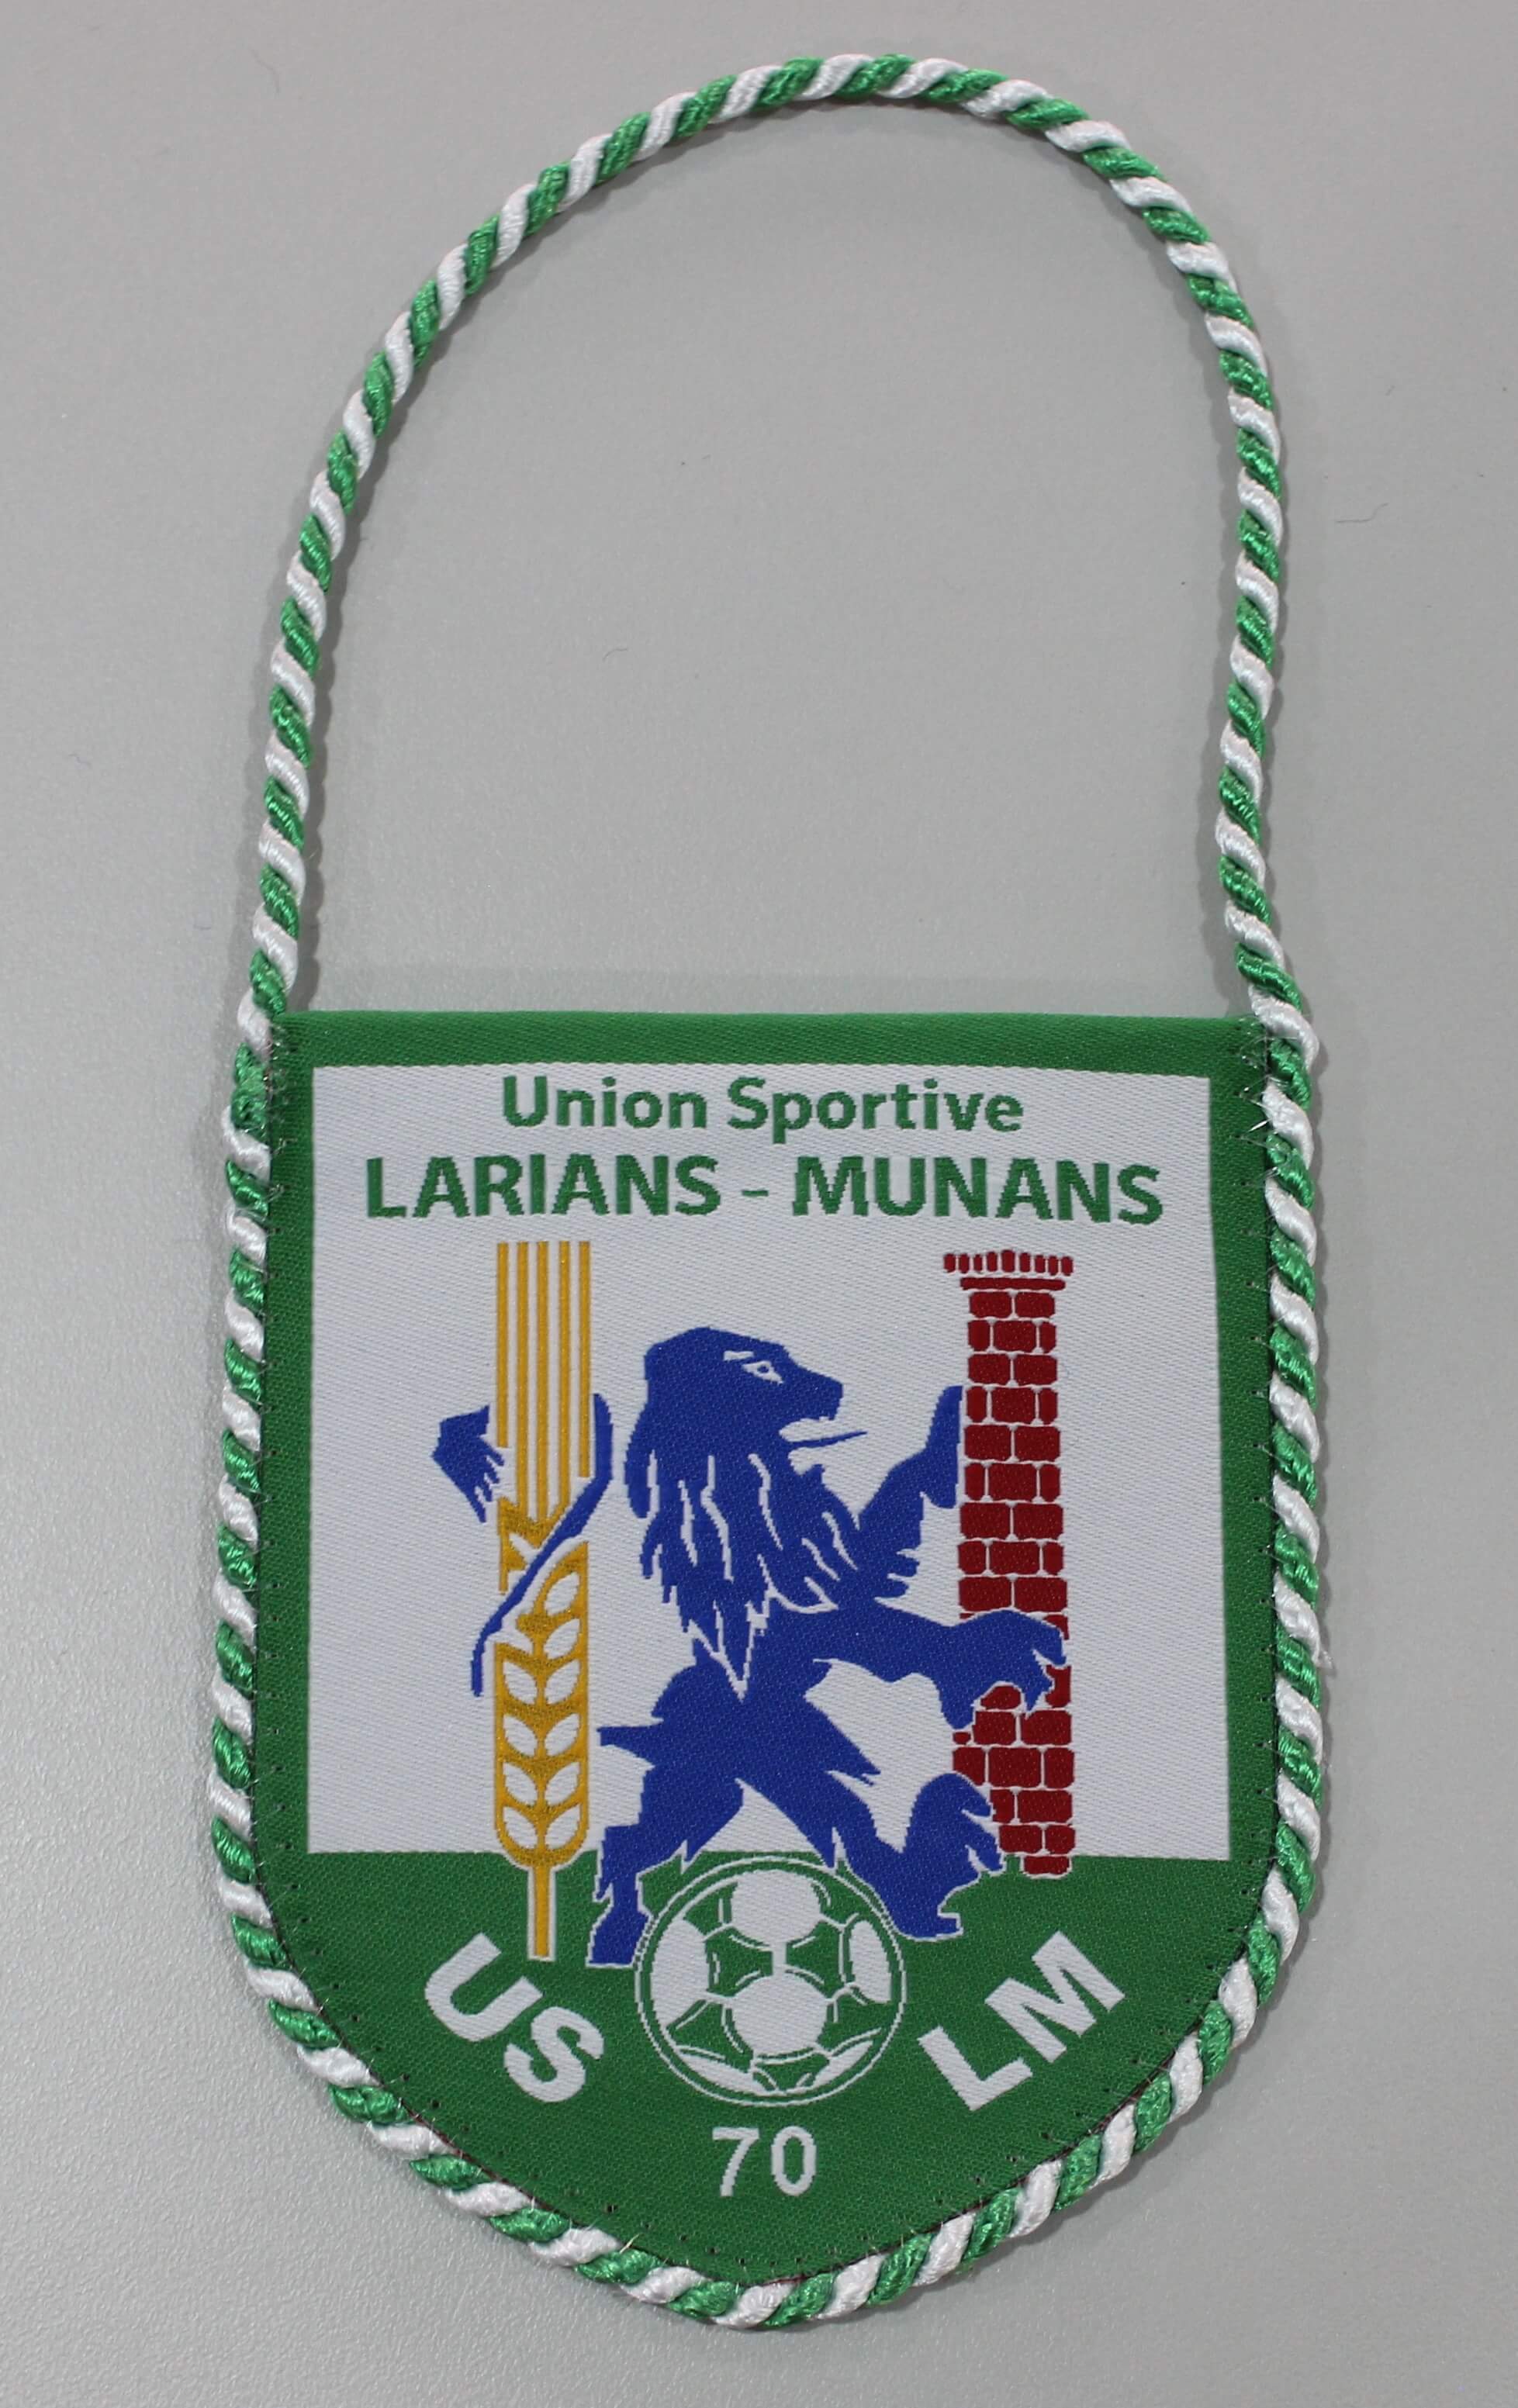 Union Sportive
LARIANS - MUNANS
US LM
70